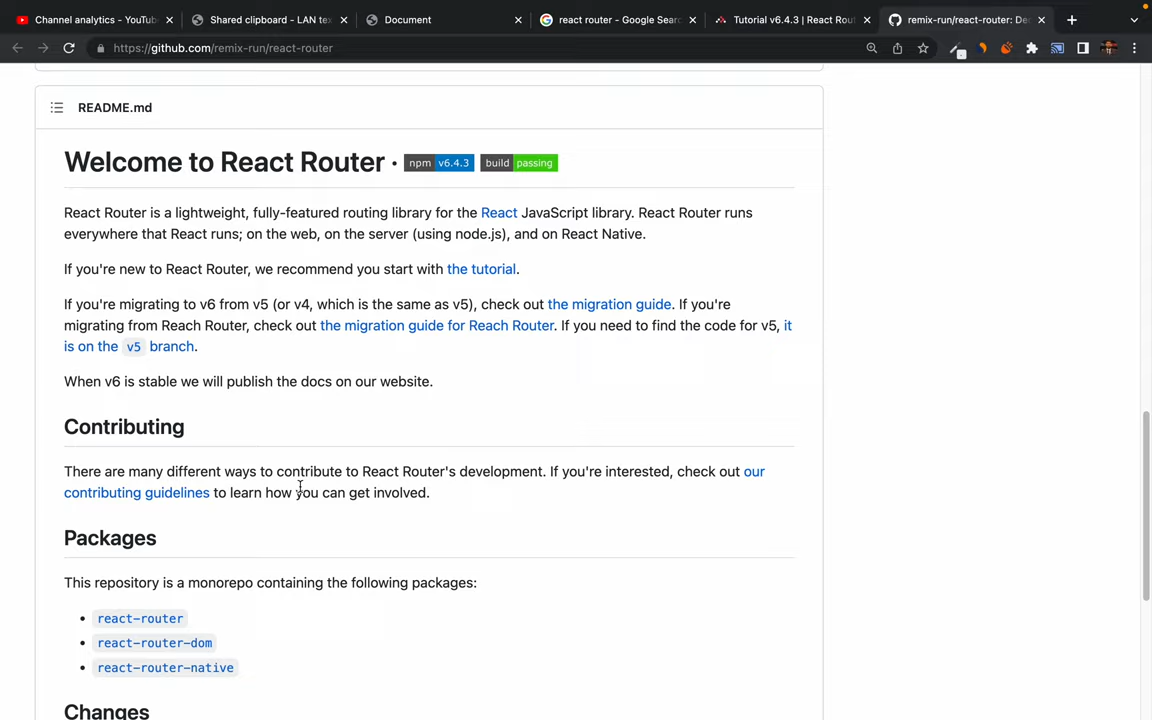 Channel analytics - YouTub
Shared clipboard - LAN tex
Document
react router - Google Searc
Tutorial v6.4.3 | React Rout
remix-run/react-router: De
https://github.com/remix-run/react-router
README.md
Welcome to React Router · npm v6.4.3 build passing
React Router is a lightweight, fully-featured routing library for the React JavaScript library. React Router runs
everywhere that React runs; on the web, on the server (using node.js), and on React Native.
If you're new to React Router, we recommend you start with the tutorial.
If you're migrating to v6 from v5 (or v4, which is the same as v5), check out the migration guide. If you're
migrating from Reach Router, check out the migration guide for Reach Router. If you need to find the code for v5, it
is on the v5 branch.
When v6 is stable we will publish the docs on our website.
Contributing
There are many different ways to contribute to React Router's development. If you're interested, check out our
contributing guidelines to learn how you can get involved.
Packages
This repository is a monorepo containing the following packages:
• react-router
• react-router-dom
• react-router-native
Changes